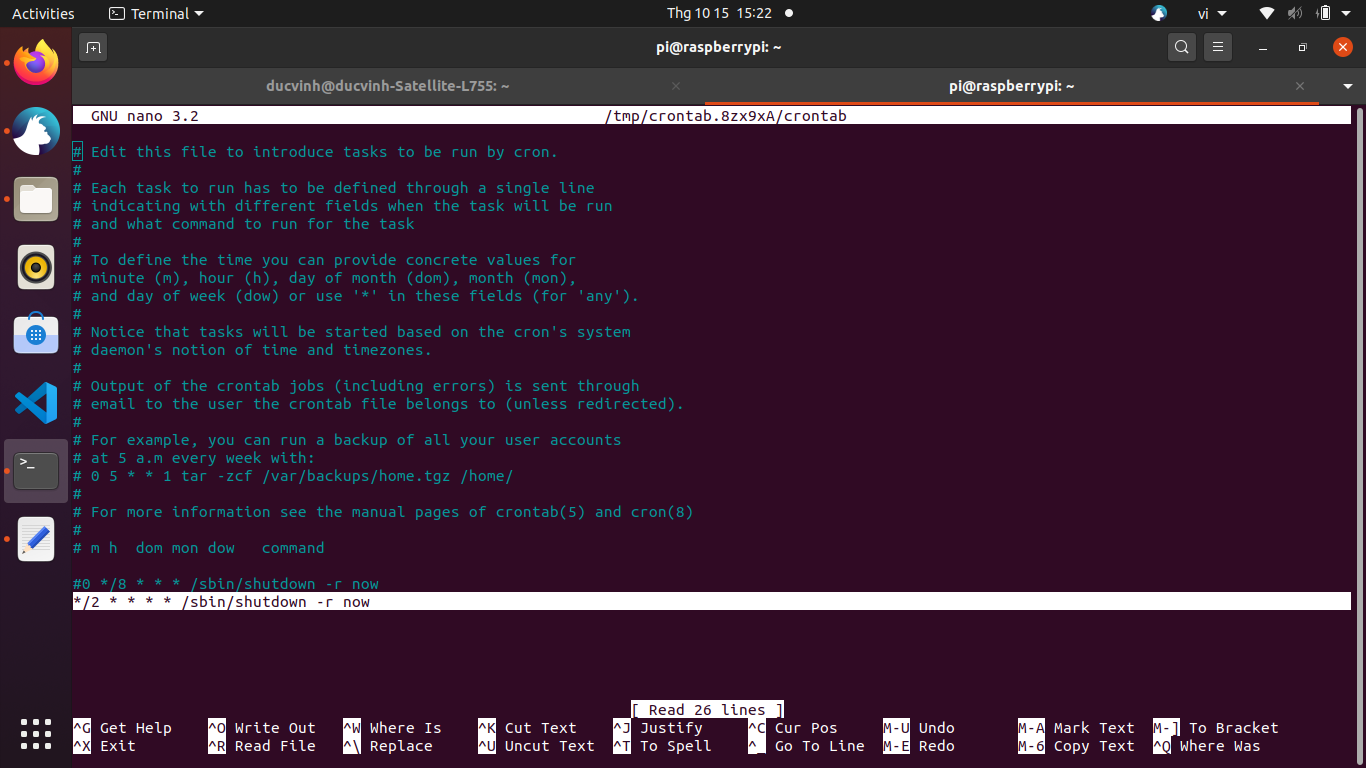 Activities Terminal Thg 10 15 15:22 vi
pi@raspberrypi: ~
ducvinh@ducvinh-Satellite-L755: ~ pi@raspberrypi: ~
GNU nano 3.2 /tmp/crontab.8zx9xA/crontab
# Edit this file to introduce tasks to be run by cron.
#
# Each task to run has to be defined through a single line
# indicating with different fields when the task will be run
# and what command to run for the task
#
# To define the time you can provide concrete values for
# minute (m), hour (h), day of month (dom), month (mon),
# and day of week (dow) or use '*' in these fields (for 'any').
#
# Notice that tasks will be started based on the cron's system
# daemon's notion of time and timezones.
#
# Output of the crontab jobs (including errors) is sent through
# email to the user the crontab file belongs to (unless redirected).
#
# For example, you can run a backup of all your user accounts
# at 5 a.m every week with:
# 0 5 * * 1 tar -zcf /var/backups/home.tgz /home/
#
# For more information see the manual pages of crontab(5) and cron(8)
#
# m h  dom mon dow   command
#0 */8 * * * /sbin/shutdown -r now
*/2 * * * * /sbin/shutdown -r now
[ Read 26 lines ]
^G Get Help ^O Write Out ^W Where Is ^K Cut Text ^J Justify ^C Cur Pos M-U Undo M-A Mark Text M-] To Bracket
^X Exit ^R Read File ^\ Replace ^U Uncut Text ^T To Spell ^_ Go To Line M-E Redo M-6 Copy Text ^Q Where Was